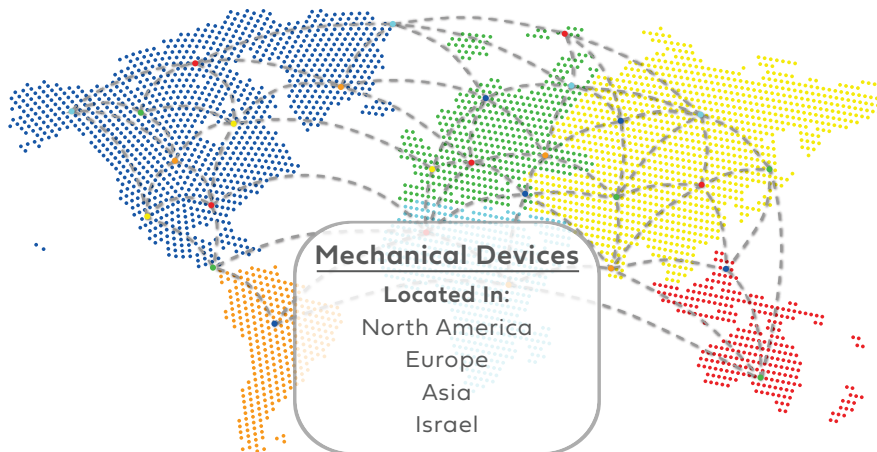 Mechanical Devices
Located In:
North America
Europe
Asia
Israel